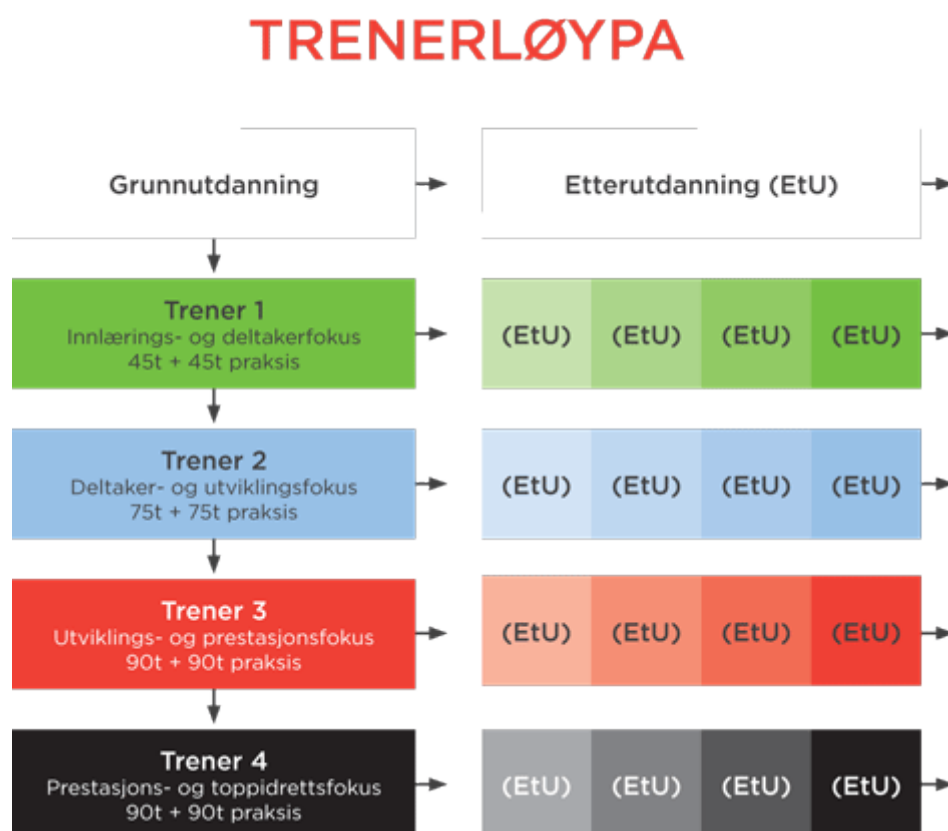 TRENERLØYPA
Grunnutdanning
Etterutdanning (EtU)
Trener 1
Innlærings- og deltakerfokus
45t + 45t praksis
(EtU) (EtU) (EtU) (EtU)
Trener 2
Deltaker- og utviklingsfokus
75t + 75t praksis
(EtU) (EtU) (EtU) (EtU)
Trener 3
Utviklings- og prestasjonsfokus
90t + 90t praksis
(EtU) (EtU) (EtU) (EtU)
Trener 4
Prestasjons- og toppidrettsfokus
90t + 90t praksis
(EtU) (EtU) (EtU) (EtU)